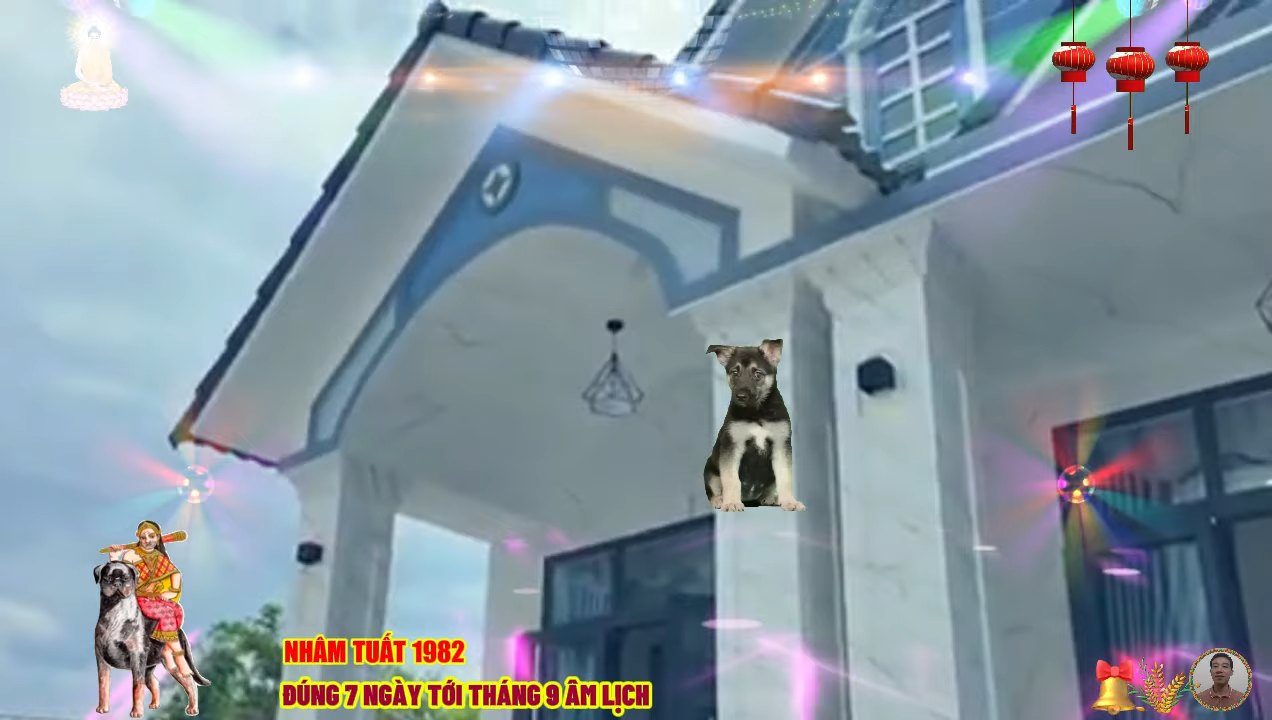 NHÂM TUẤT 1982
ĐÚNG 7 NGÀY TỚI THÁNG 9 ÂM LỊCH